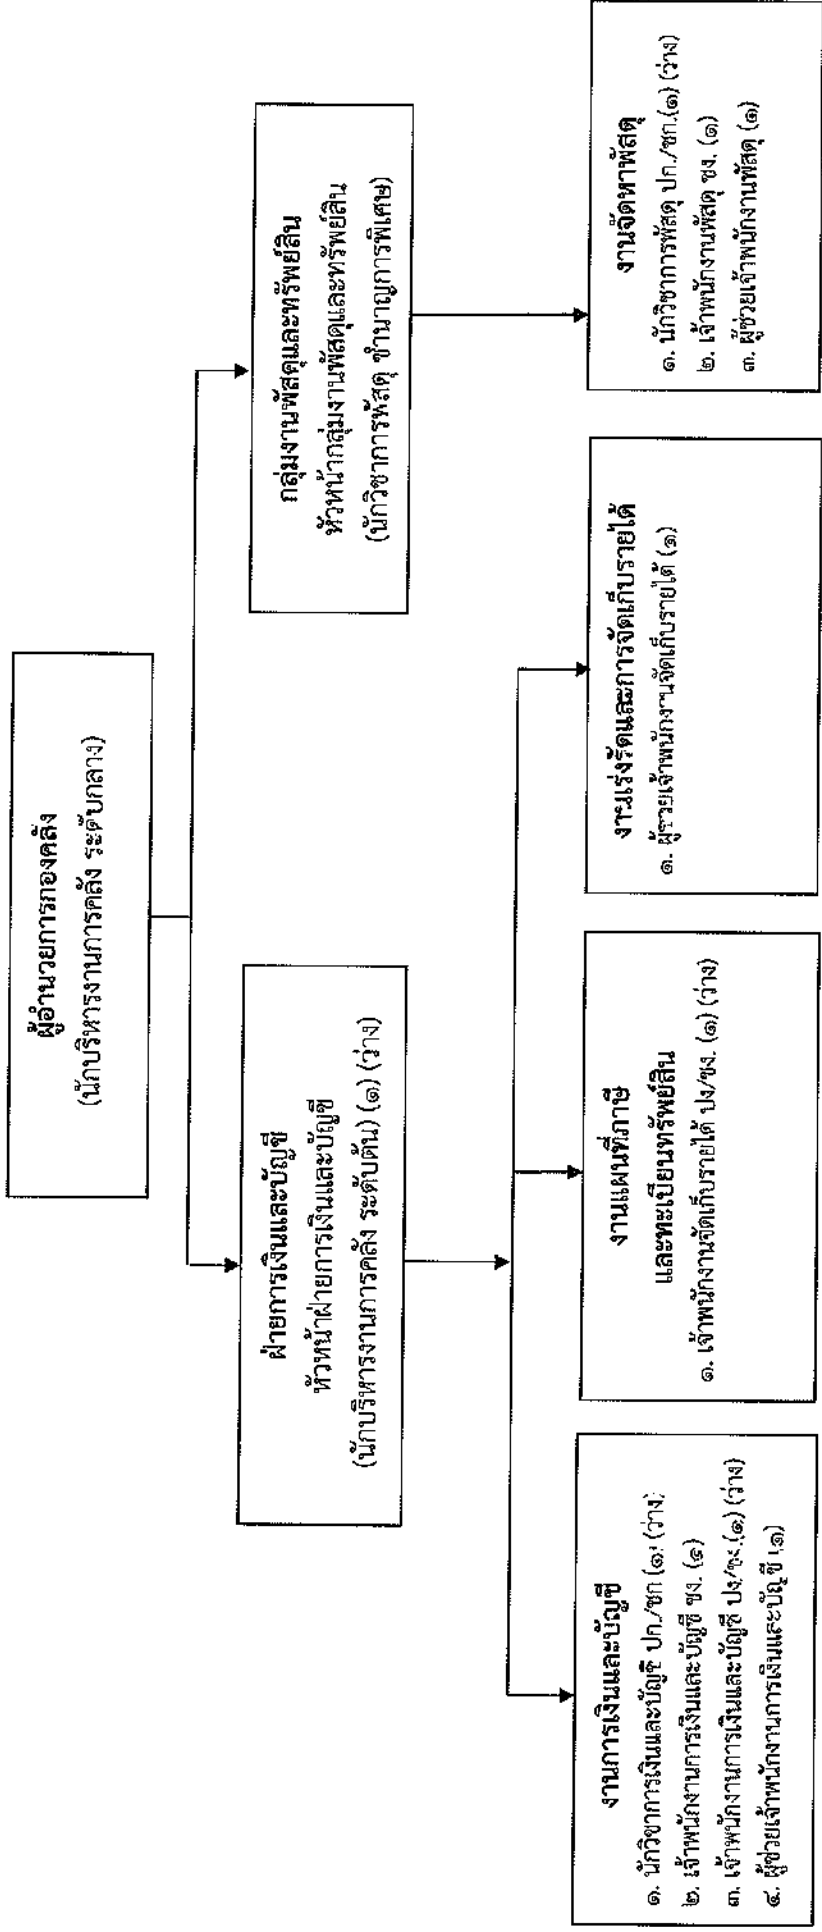 ผู้อำนวยการกองคลัง
(นักบริหารงานการคลัง ระดับกลาง)
ฝ่ายการเงินและบัญชี
หัวหน้าฝ่ายการเงินและบัญชี
(นักบริหารงานการคลัง ระดับต้น) (๑) (ว่าง)
กลุ่มงานพัสดุและทรัพย์สิน
หัวหน้ากลุ่มงานพัสดุและทรัพย์สิน
(นักวิชาการพัสดุ ชำนาญการพิเศษ)
งานการเงินและบัญชี
๑. นักวิชาการเงินและบัญชี ปก./ชก (๑) (ว่าง)
๒. เจ้าพนักงานการเงินและบัญชี ชง. (๑)
๓. เจ้าพนักงานการเงินและบัญชี ปง/ชง.(๑) (ว่าง)
๔. ผู้ช่วยเจ้าพนักงานการเงินและบัญชี (๑)
งานแผนที่ภาษี
และทะเบียนทรัพย์สิน
๑. เจ้าพนักงานจัดเก็บรายได้ ปง/ชง. (๑) (ว่าง)
งานเร่งรัดและการจัดเก็บรายได้
๑. ผู้ช่วยเจ้าพนักงานจัดเก็บรายได้ (๑)
งานจัดหาพัสดุ
๑. นักวิชาการพัสดุ ปก./ชก.(๑) (ว่าง)
๒. เจ้าพนักงานพัสดุ ชง. (๑)
๓. ผู้ช่วยเจ้าพนักงานพัสดุ (๑)